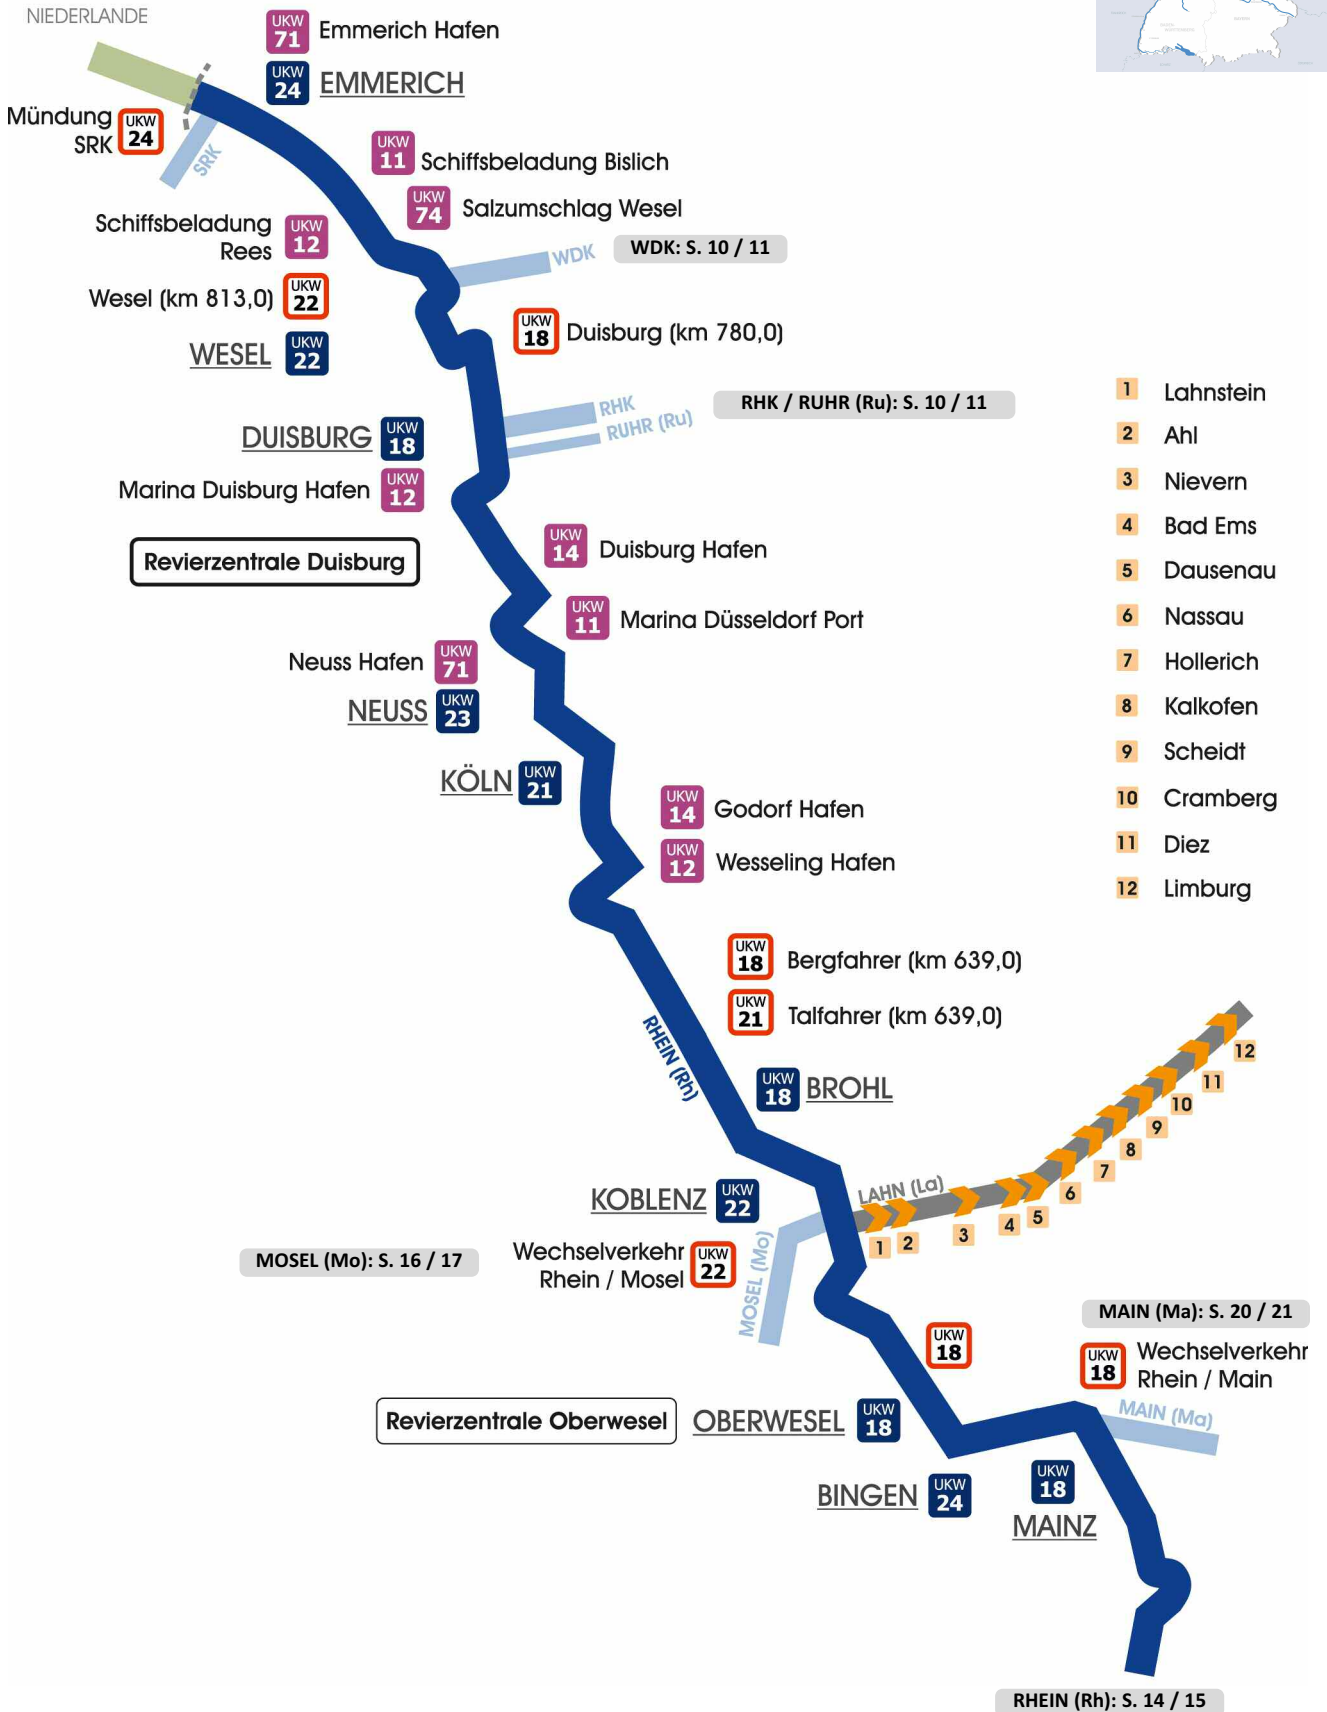 NIEDERLANDE
UKW
71
Emmerich Hafen
UKW
24
EMMERICH
Mündung
SRK
UKW
24
SRK
UKW
11
Schiffsbeladung Bislich
UKW
74
Salzumschlag Wesel
Schiffsbeladung
Rees
UKW
12
WDK
WDK: S. 10 / 11
Wesel (km 813,0)
UKW
22
UKW
18
Duisburg (km 780,0)
WESEL
UKW
22
RHK
RUHR (Ru)
RHK / RUHR (Ru): S. 10 / 11
DUISBURG
UKW
18
Marina Duisburg Hafen
UKW
12
Revierzentrale Duisburg
UKW
14
Duisburg Hafen
UKW
11
Marina Düsseldorf Port
Neuss Hafen
UKW
71
NEUSS
UKW
23
KÖLN
UKW
21
UKW
14
Godorf Hafen
UKW
12
Wesseling Hafen
1 Lahnstein
2 Ahl
3 Nievern
4 Bad Ems
5 Dausenau
6 Nassau
7 Hollerich
8 Kalkofen
9 Scheidt
10 Cramberg
11 Diez
12 Limburg
UKW
18
Bergfahrer (km 639,0)
UKW
21
Talfahrer (km 639,0)
RHEIN (Rh)
UKW
18
BROHL
12
11
10
9
8
7
6
5
4
3
2
1
LAHN (La)
KOBLENZ
UKW
22
MOSEL (Mo): S. 16 / 17
Wechselverkehr
Rhein / Mosel
UKW
22
MOSEL (Mo)
UKW
18
MAIN (Ma): S. 20 / 21
UKW
18
Wechselverkehr
Rhein / Main
MAIN (Ma)
Revierzentrale Oberwesel
OBERWESEL
UKW
18
BINGEN
UKW
24
UKW
18
MAINZ
RHEIN (Rh): S. 14 / 15